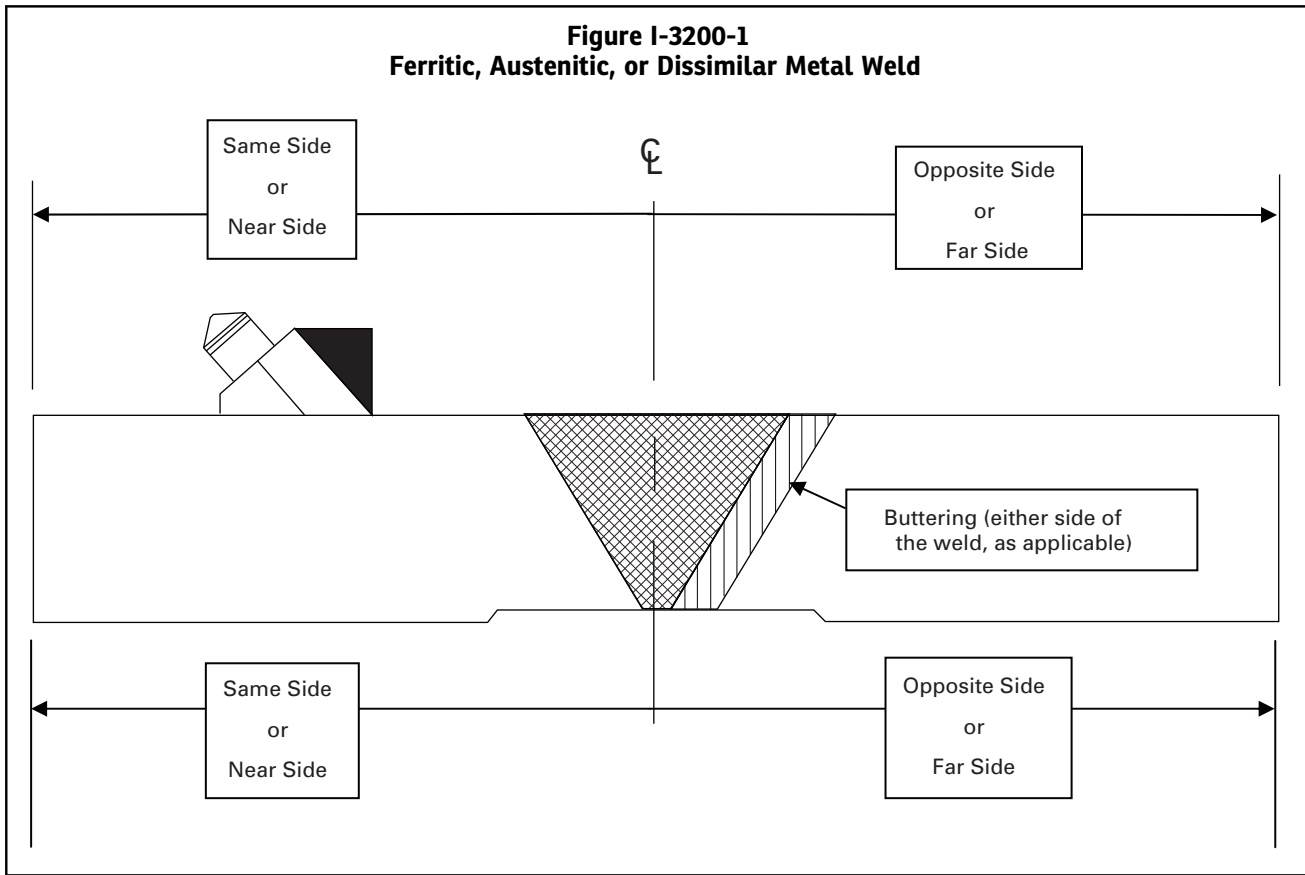 Figure I-3200-1
Ferritic, Austenitic, or Dissimilar Metal Weld
Same Side
or
Near Side
℄
Opposite Side
or
Far Side
Buttering (either side of
the weld, as applicable)
Same Side
or
Near Side
Opposite Side
or
Far Side